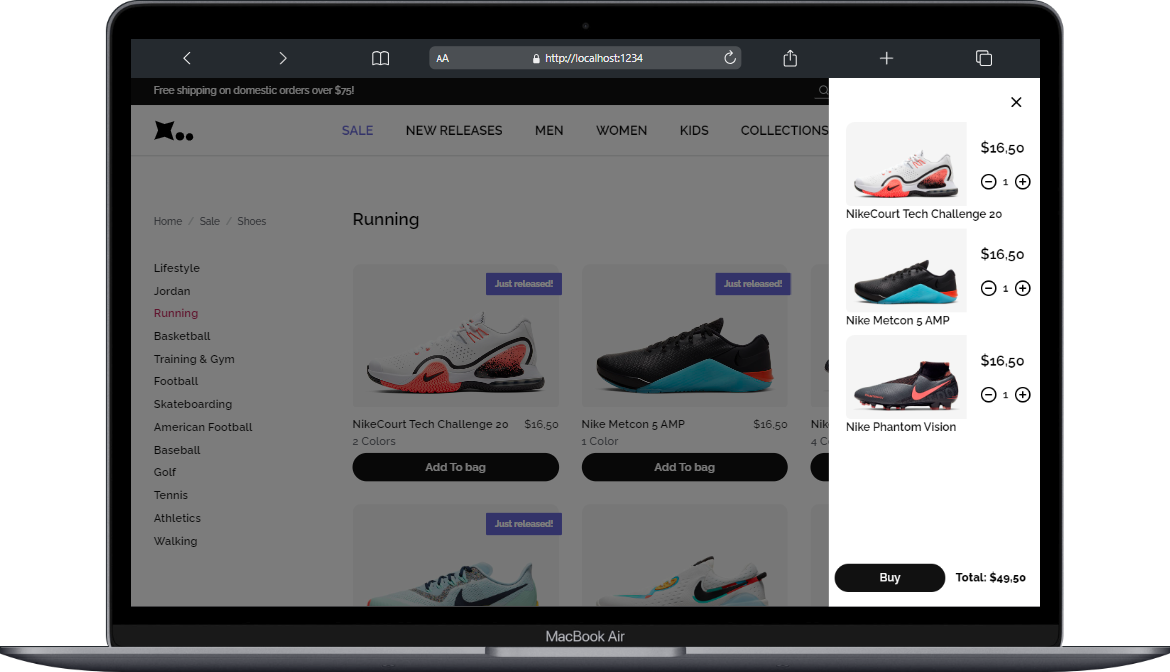 AA
http://localhost:1234
Free shipping on domestic orders over $75!
SALE
NEW RELEASES
MEN
WOMEN
KIDS
COLLECTIONS
Home / Sale / Shoes
Running
Lifestyle
Jordan
Running
Basketball
Training & Gym
Football
Skateboarding
American Football
Baseball
Golf
Tennis
Athletics
Walking
Just released!
NikeCourt Tech Challenge 20 $16,50
2 Colors
Add To bag
Just released!
Nike Metcon 5 AMP $16,50
1 Color
Add To bag
Nik
4 C
Just released!
$16,50
1
NikeCourt Tech Challenge 20
$16,50
1
Nike Metcon 5 AMP
$16,50
1
Nike Phantom Vision
Buy
Total: $49,50
MacBook Air